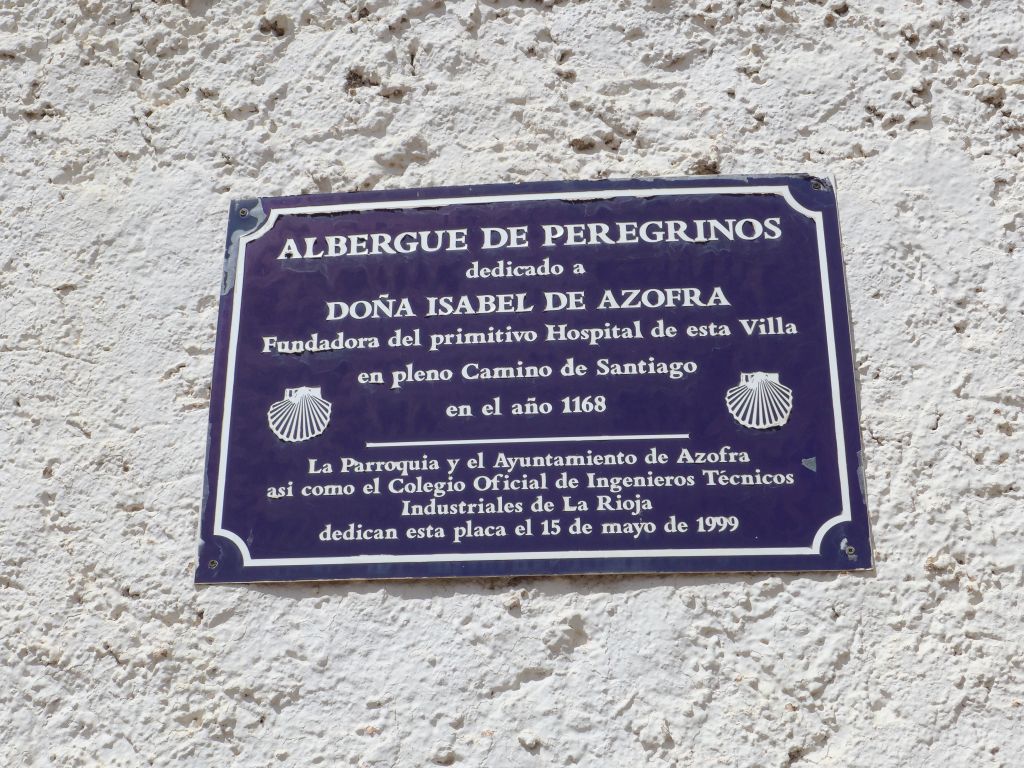 ALBERGUE DE PEREGRINOS
dedicado a
DOÑA ISABEL DE AZOFRA
Fundadora del primitivo Hospital de esta Villa
en pleno Camino de Santiago
en el año 1168
La Parroquia y el Ayuntamiento de Azofra
asi como el Colegio Oficial de Ingenieros Técnicos
Industriales de La Rioja
dedican esta placa el 15 de mayo de 1999